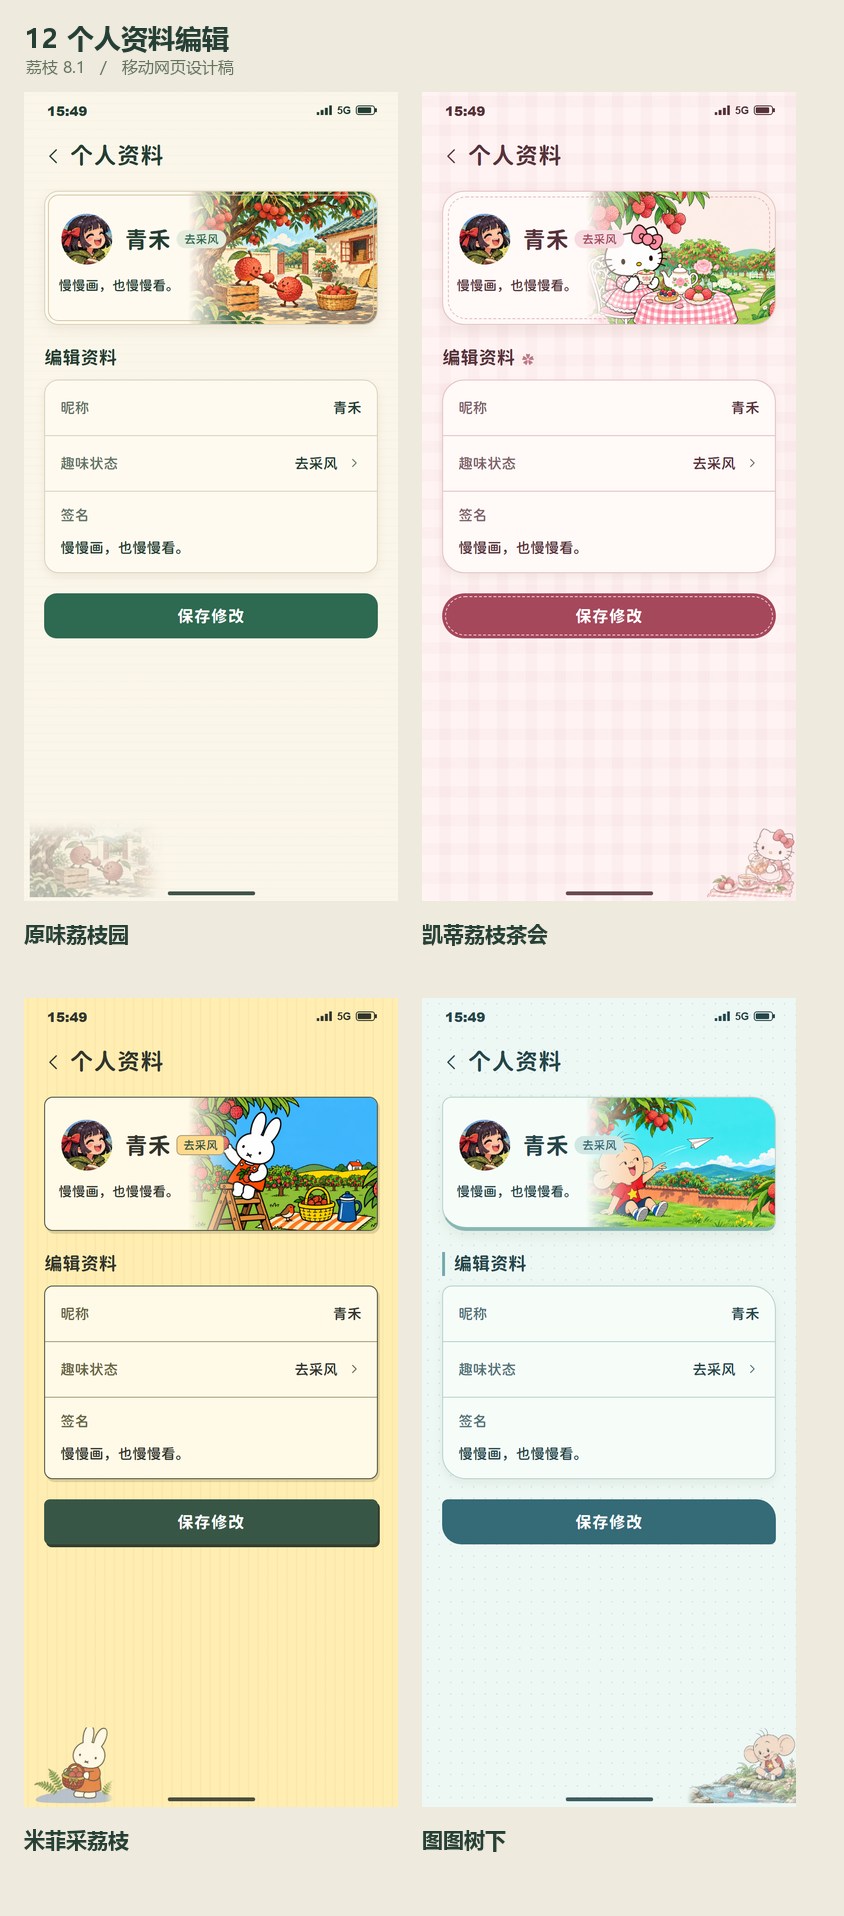 12 个人资料编辑
荔枝 8.1 / 移动网页设计稿
15:49 5G
个人资料
青禾 去采风
慢慢画，也慢慢看。
编辑资料
昵称 青禾
趣味状态 去采风
签名
慢慢画，也慢慢看。
保存修改
原味荔枝园
15:49 5G
个人资料
青禾 去采风
慢慢画，也慢慢看。
编辑资料
昵称 青禾
趣味状态 去采风
签名
慢慢画，也慢慢看。
保存修改
凯蒂荔枝茶会
15:49 5G
个人资料
青禾 去采风
慢慢画，也慢慢看。
编辑资料
昵称 青禾
趣味状态 去采风
签名
慢慢画，也慢慢看。
保存修改
米菲采荔枝
15:49 5G
个人资料
青禾 去采风
慢慢画，也慢慢看。
编辑资料
昵称 青禾
趣味状态 去采风
签名
慢慢画，也慢慢看。
保存修改
图图树下